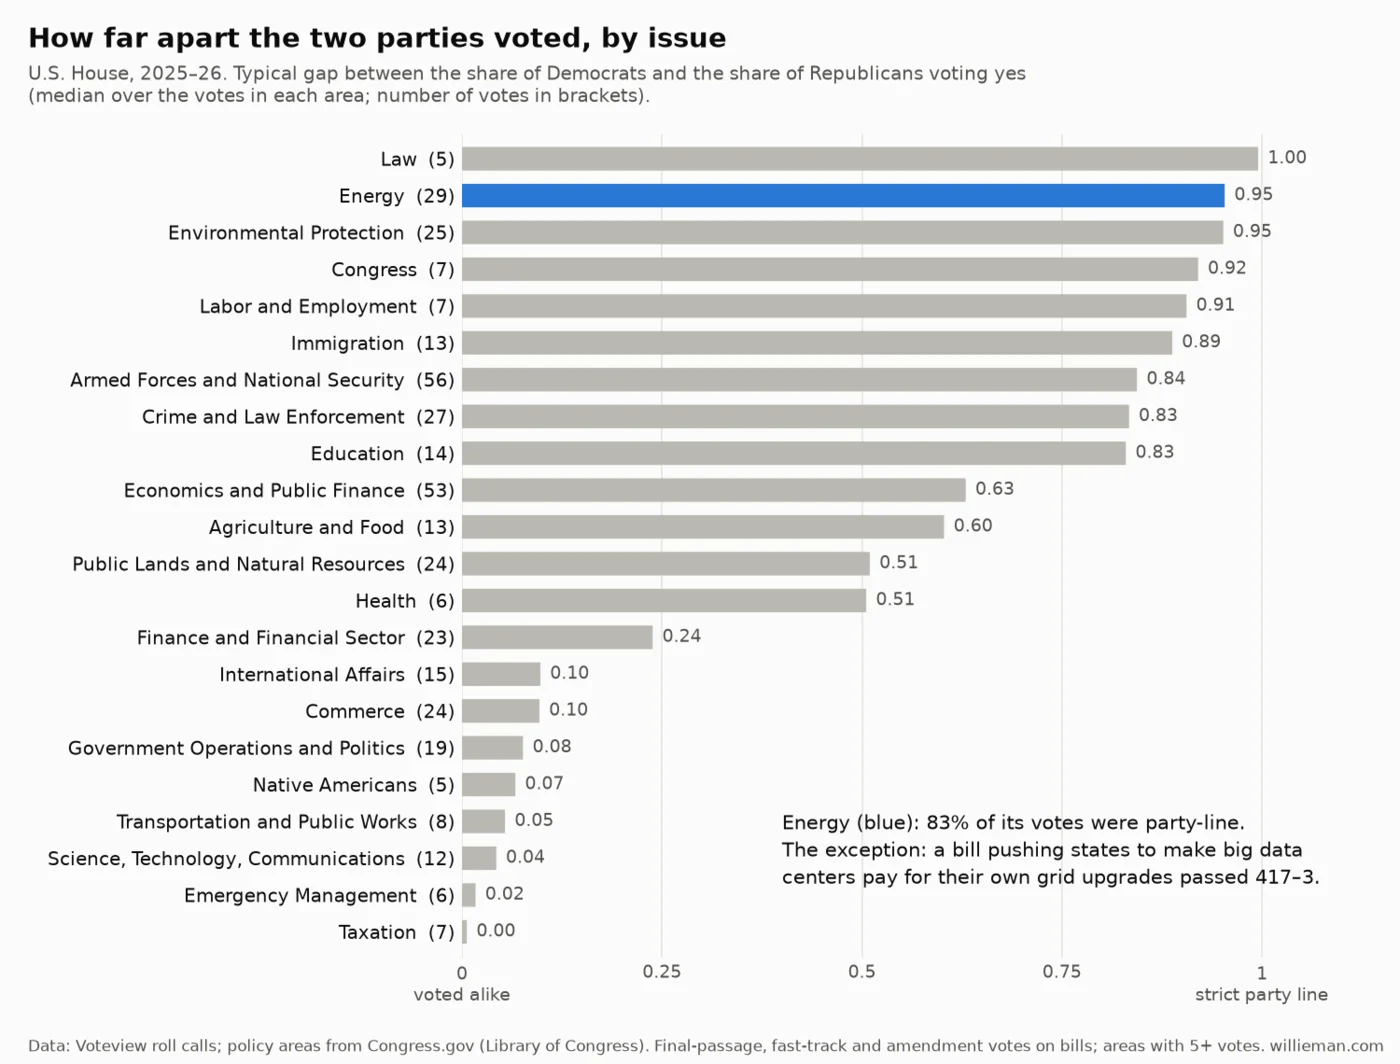 How far apart the two parties voted, by issue
U.S. House, 2025–26. Typical gap between the share of Democrats and the share of Republicans voting yes
(median over the votes in each area; number of votes in brackets).
Law (5) 1.00
Energy (29) 0.95
Environmental Protection (25) 0.95
Congress (7) 0.92
Labor and Employment (7) 0.91
Immigration (13) 0.89
Armed Forces and National Security (56) 0.84
Crime and Law Enforcement (27) 0.83
Education (14) 0.83
Economics and Public Finance (53) 0.63
Agriculture and Food (13) 0.60
Public Lands and Natural Resources (24) 0.51
Health (6) 0.51
Finance and Financial Sector (23) 0.24
International Affairs (15) 0.10
Commerce (24) 0.10
Government Operations and Politics (19) 0.08
Native Americans (5) 0.07
Transportation and Public Works (8) 0.05
Science, Technology, Communications (12) 0.04
Emergency Management (6) 0.02
Taxation (7) 0.00
Energy (blue): 83% of its votes were party-line.
The exception: a bill pushing states to make big data
centers pay for their own grid upgrades passed 417–3.
0 0.25 0.5 0.75 1
voted alike strict party line
Data: Voteview roll calls; policy areas from Congress.gov (Library of Congress). Final-passage, fast-track and amendment votes on bills; areas with 5+ votes. willieman.com